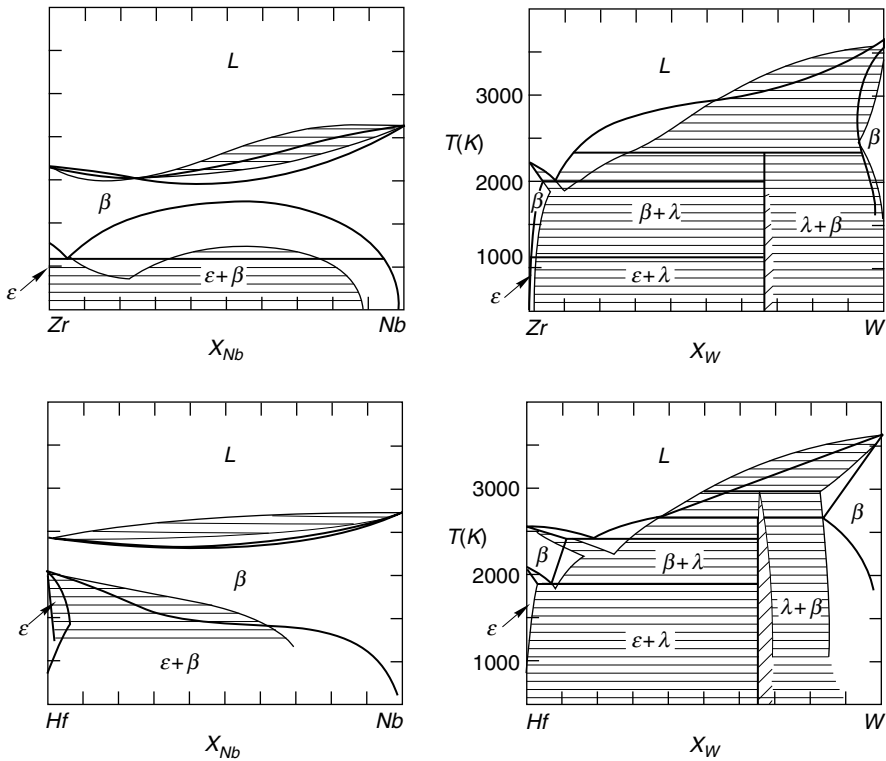 L
β
ε + β
ε
Zr
Nb
X_Nb
L
T(K)
3000
2000
1000
β
β
β + λ
λ + β
ε + λ
ε
Zr
W
X_W
L
β
ε
ε + β
Hf
Nb
X_Nb
L
T(K)
3000
2000
1000
β
β
β + λ
λ + β
ε + λ
ε
Hf
W
X_W